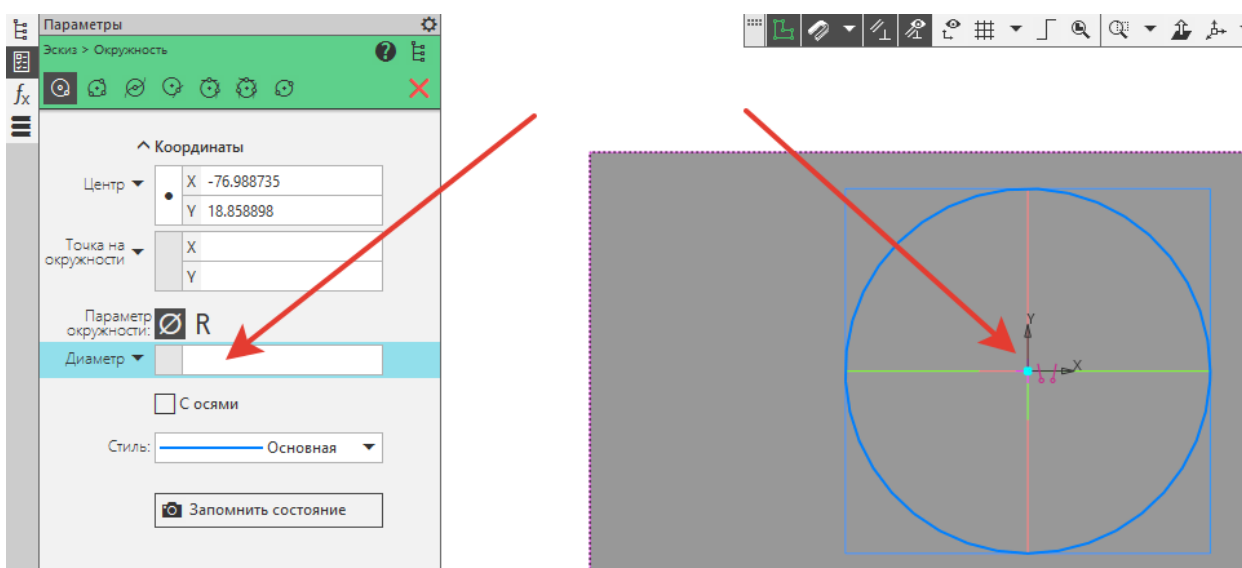 Параметры
Эскиз > Окружность
?
fx
Координаты
Центр
X -76.988735
Y 18.858898
Точка на
окружности
X
Y
Параметр
окружности: Ø R
Диаметр
С осями
Стиль: Основная
Запомнить состояние
Y
X